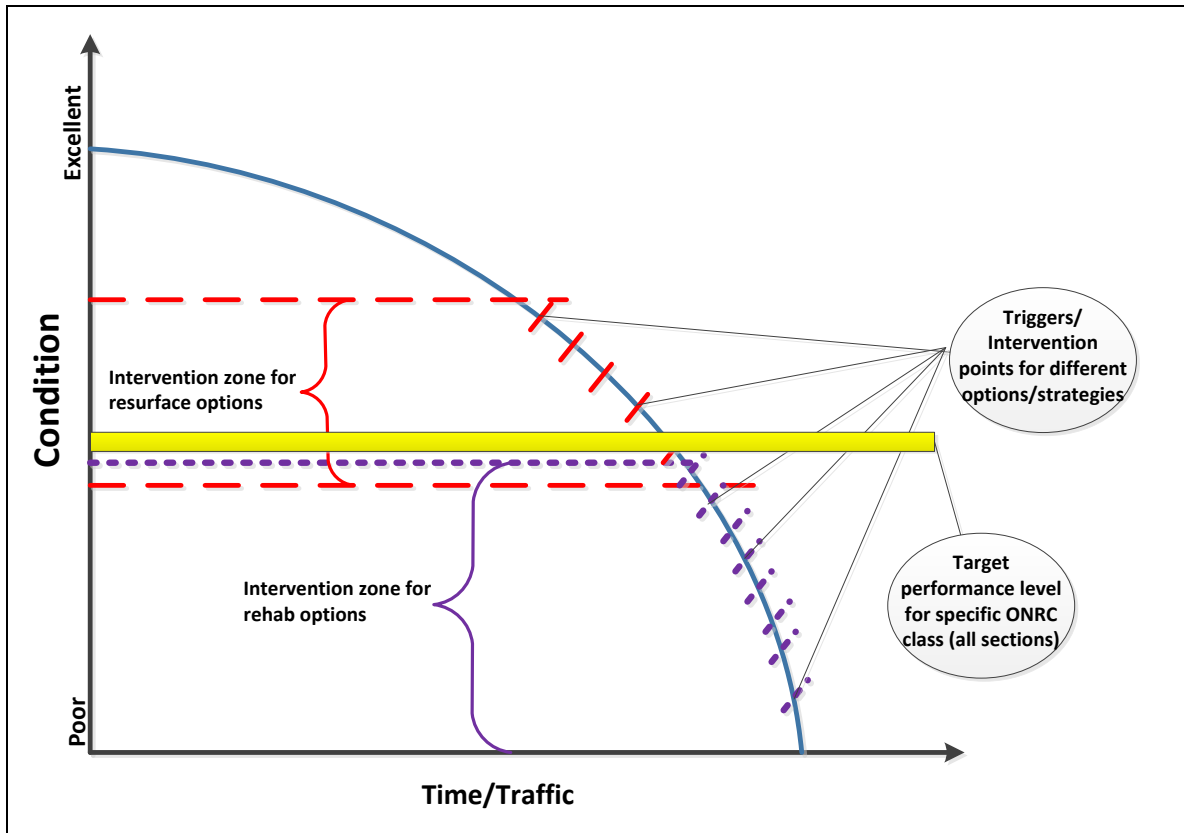 Excellent
Condition
Poor
Intervention zone for
resurface options
Intervention zone for
rehab options
Triggers/
Intervention
points for different
options/strategies
Target
performance level
for specific ONRC
class (all sections)
Time/Traffic